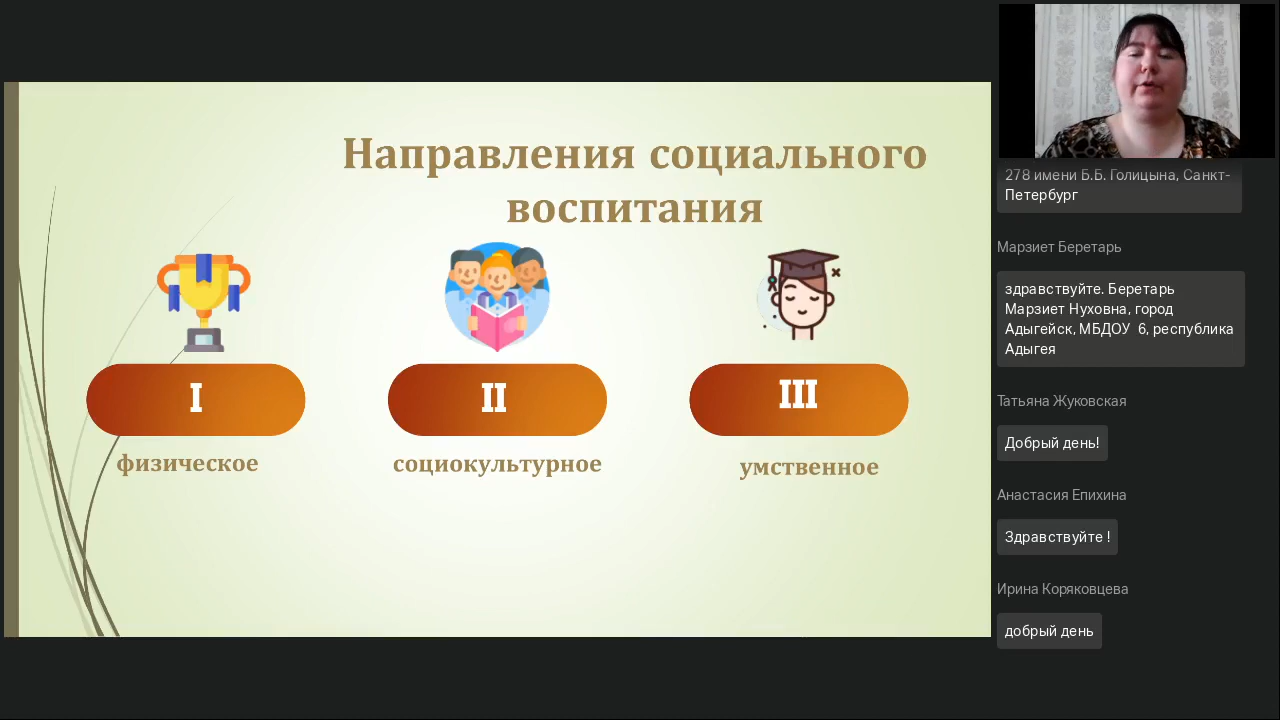 Направления социального
воспитания
I
II
III
физическое
социокультурное
умственное
278 имени Б.Б. Голицына, Санкт-
Петербург
Марзиет Беретарь
здравствуйте. Беретарь
Марзиет Нуховна, город
Адыгейск, МБДОУ  6, республика
Адыгея
Татьяна Жуковская
Добрый день!
Анастасия Епихина
Здравствуйте !
Ирина Коряковцева
добрый день